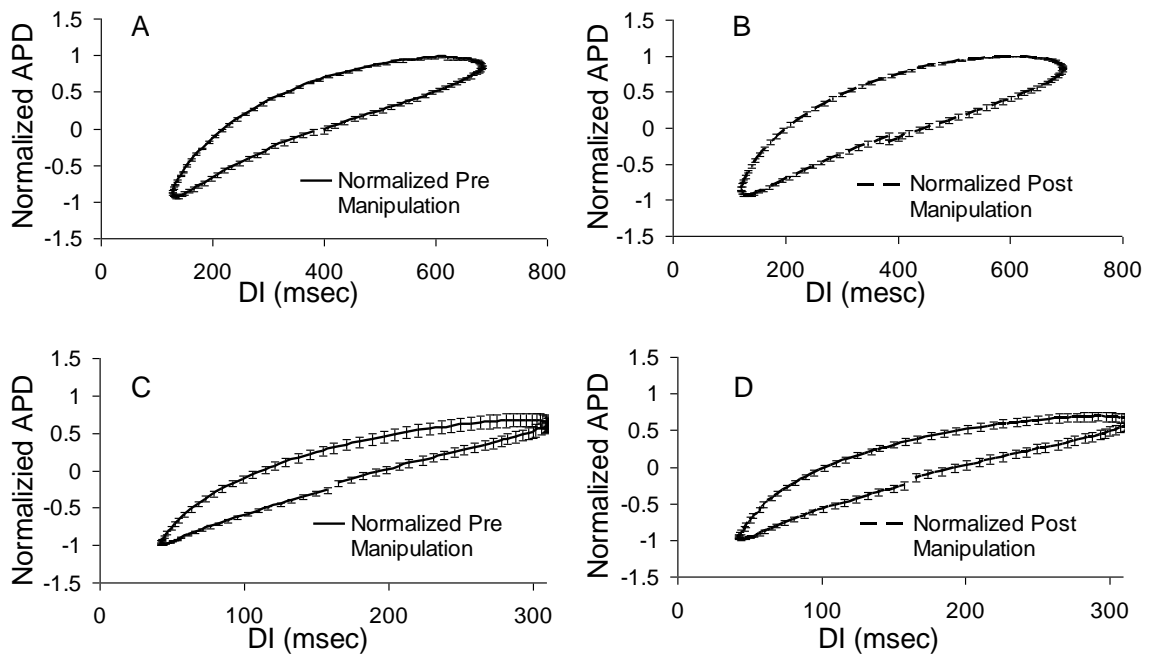 A
Normalized APD
1.5
1
0.5
0
-0.5
-1
-1.5
Normalized Pre
Manipulation
0
200
400
600
800
DI (msec)
B
Normalized APD
1.5
1
0.5
0
-0.5
-1
-1.5
Normalized Post
Manipulation
0
200
400
600
800
DI (mesc)
C
Normalizied APD
1.5
1
0.5
0
-0.5
-1
-1.5
Normalized Pre
Manipulation
0
100
200
300
DI (msec)
D
Normalized APD
1.5
1
0.5
0
-0.5
-1
-1.5
Normalized Post
Manipulation
0
100
200
300
DI (msec)